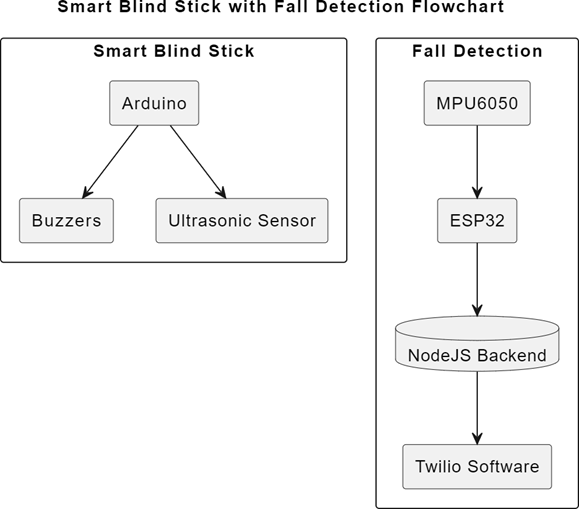 Smart Blind Stick with Fall Detection Flowchart
Smart Blind Stick
Arduino
Buzzers
Ultrasonic Sensor
Fall Detection
MPU6050
ESP32
NodeJS Backend
Twilio Software